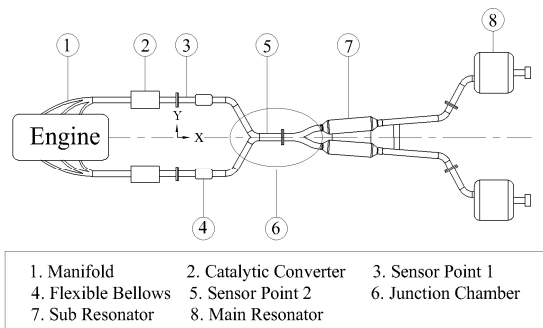 1 2 3 5 7 8
Y
X
Engine
4 6
1. Manifold 2. Catalytic Converter 3. Sensor Point 1
4. Flexible Bellows 5. Sensor Point 2 6. Junction Chamber
7. Sub Resonator 8. Main Resonator